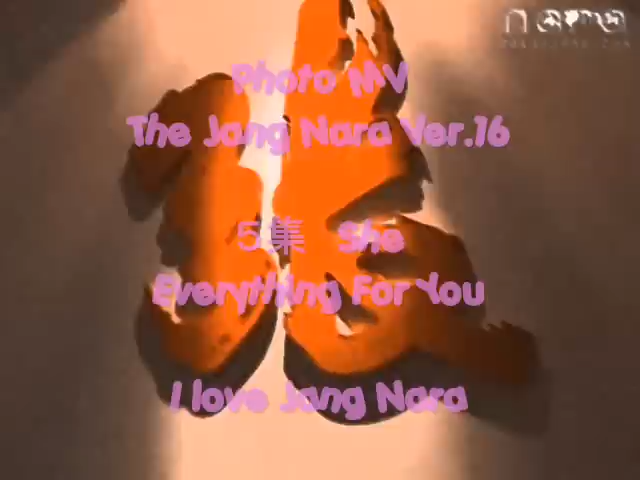 Photo MV
The Jang Nara Ver.16
５集 She
Everything For You
I love Jang Nara